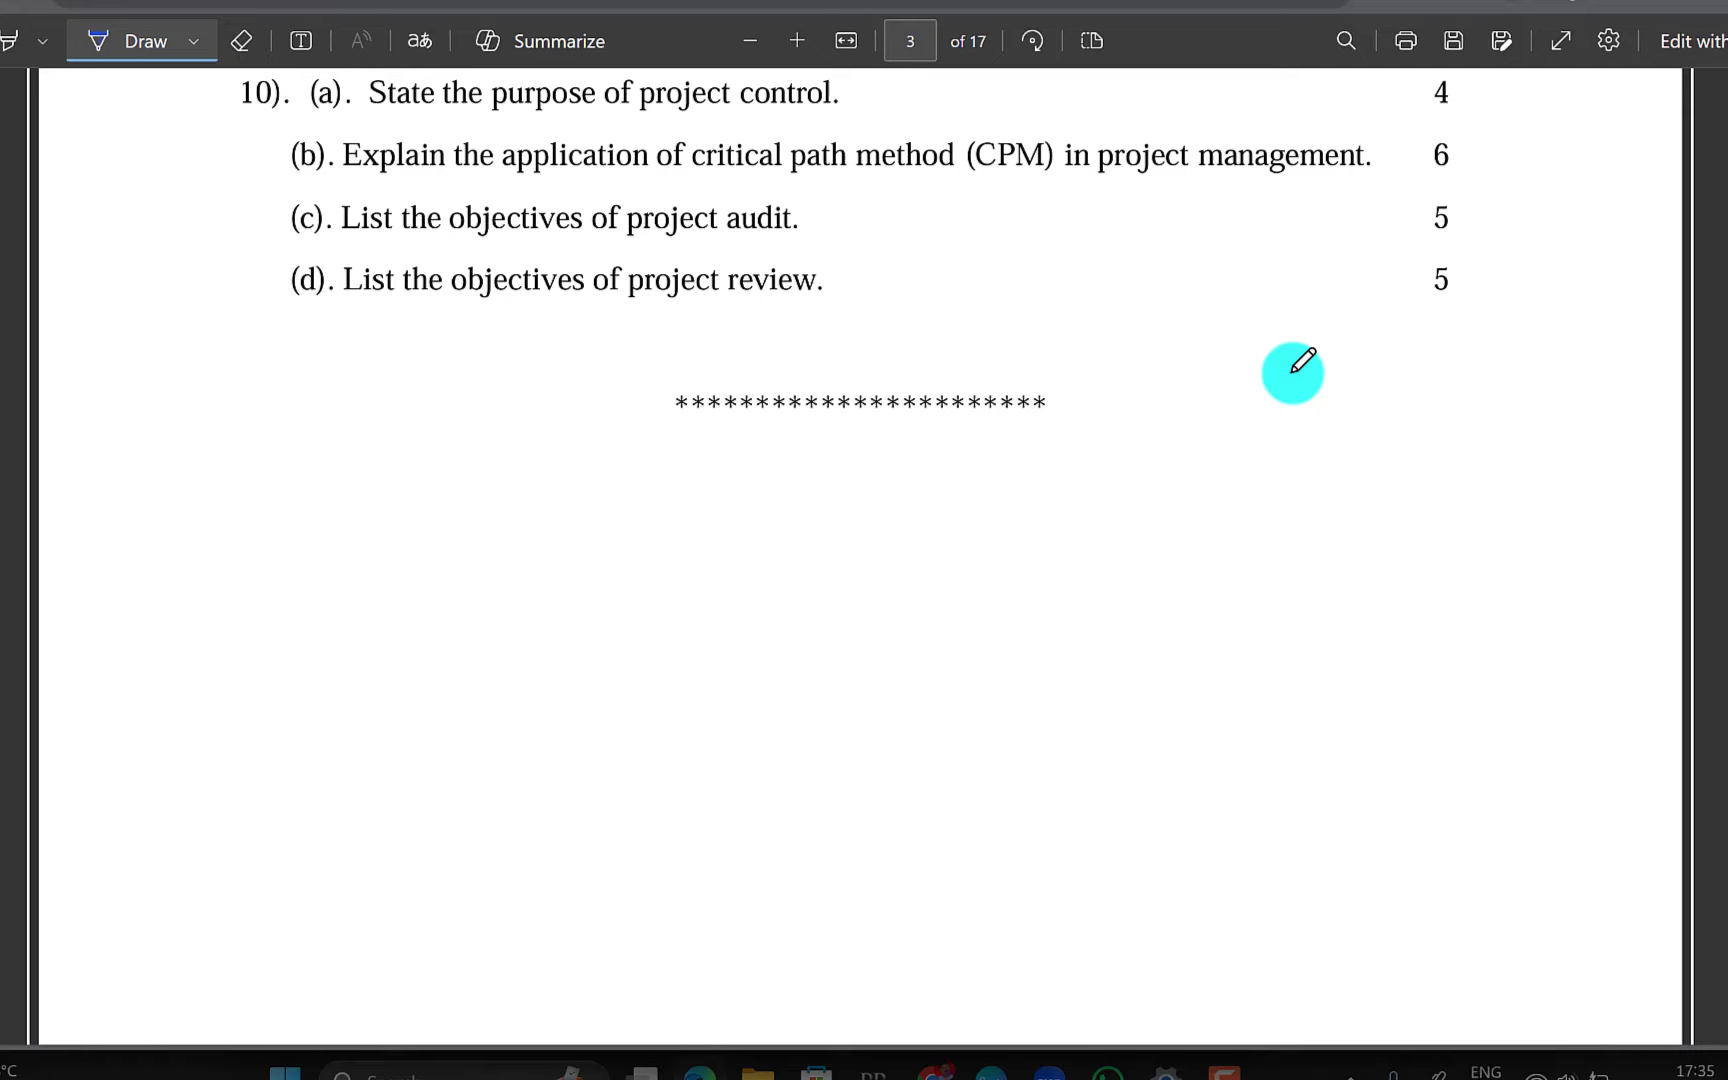 Draw
Summarize
3 of 17
Edit with
10). (a). State the purpose of project control. 4
(b). Explain the application of critical path method (CPM) in project management. 6
(c). List the objectives of project audit. 5
(d). List the objectives of project review. 5
***********************
°C
ENG
17:35